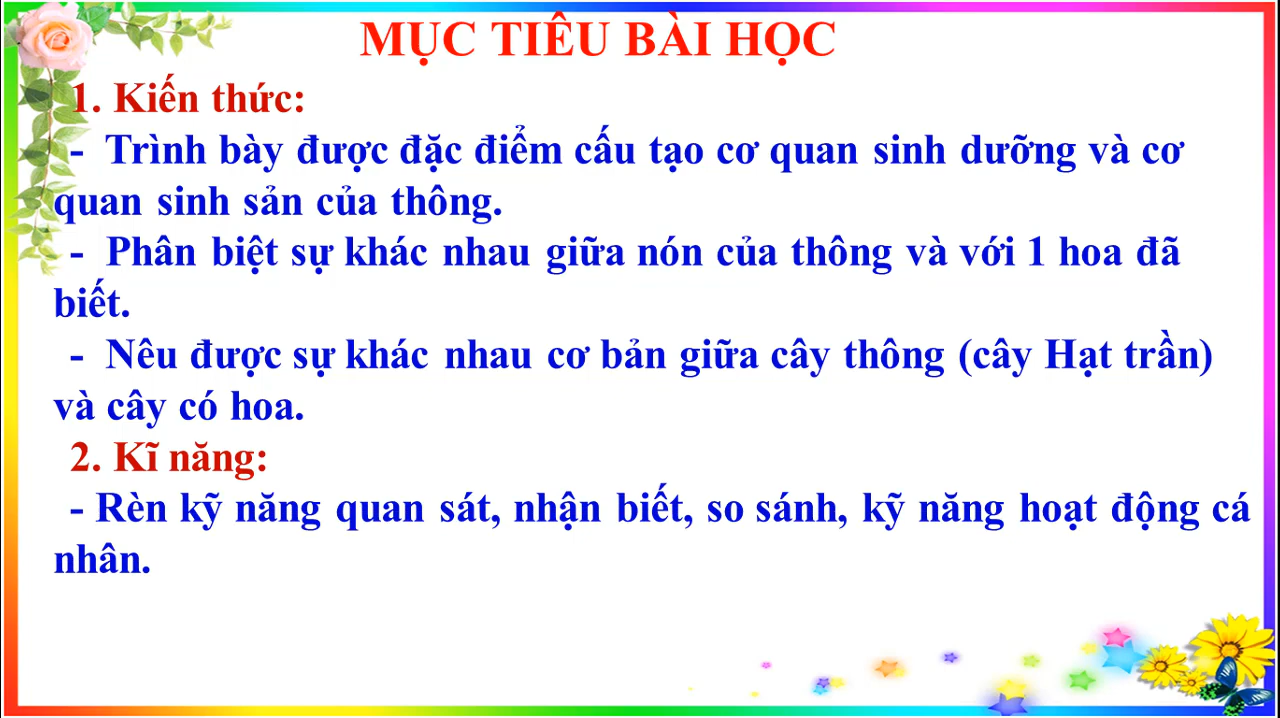 MỤC TIÊU BÀI HỌC
1. Kiến thức:
- Trình bày được đặc điểm cấu tạo cơ quan sinh dưỡng và cơ
quan sinh sản của thông.
- Phân biệt sự khác nhau giữa nón của thông và với 1 hoa đã
biết.
- Nêu được sự khác nhau cơ bản giữa cây thông (cây Hạt trần)
và cây có hoa.
2. Kĩ năng:
- Rèn kỹ năng quan sát, nhận biết, so sánh, kỹ năng hoạt động cá
nhân.